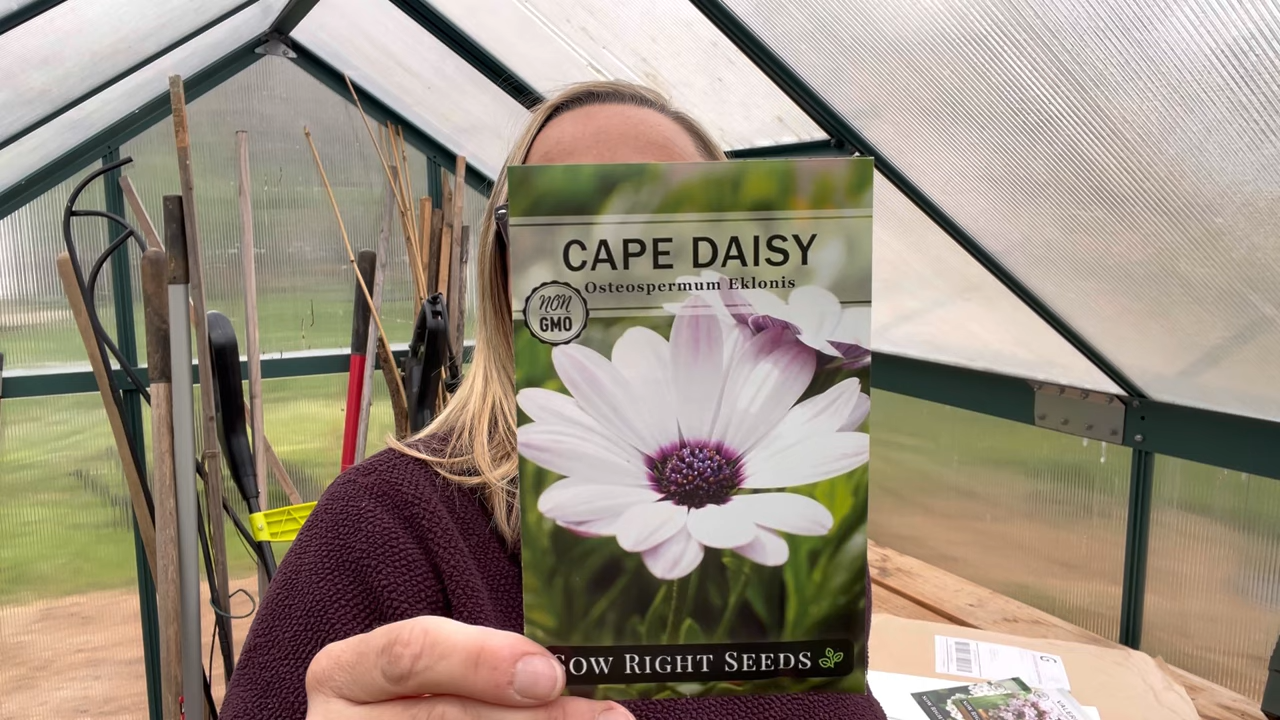 CAPE DAISY
Osteospermum Eklonis
non
GMO
Sow Right Seeds